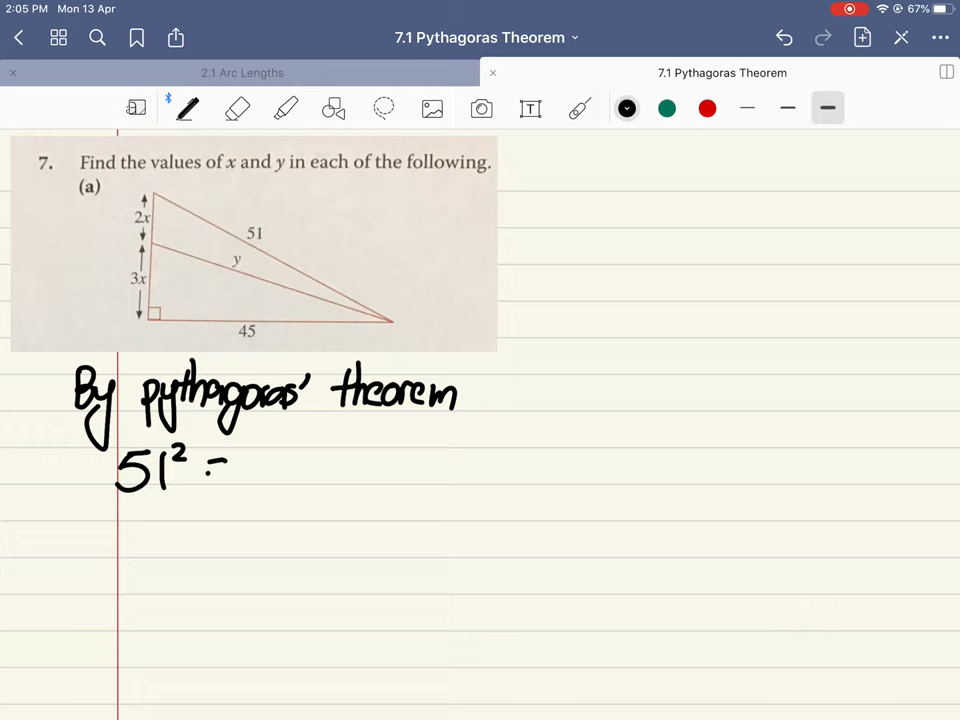 2:05 PM Mon 13 Apr 67%
7.1 Pythagoras Theorem
2.1 Arc Lengths 7.1 Pythagoras Theorem
7. Find the values of x and y in each of the following.
(a)
2x
51
y
3x
45
By pythagoras' theorem
51² =